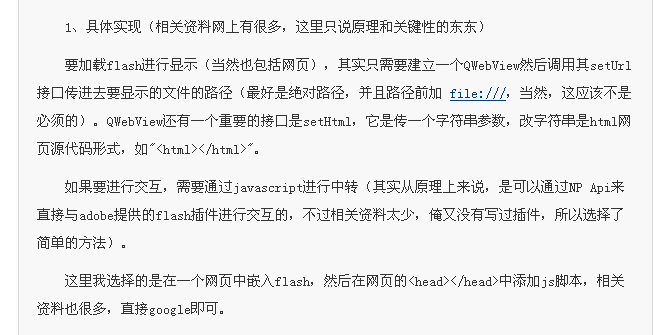 1、具体实现（相关资料网上有很多，这里只说原理和关键性的东东）
要加载flash进行显示（当然也包括网页），其实只需要建立一个QWebView然后调用其setUrl
接口传进去要显示的文件的路径（最好是绝对路径，并且路径前加 file:///，当然，这应该不是
必须的）。QWebView还有一个重要的接口是setHtml，它是传一个字符串参数，改字符串是html网
页源代码形式，如"<html></html>"。
如果要进行交互，需要通过javascript进行中转（其实从原理上来说，是可以通过NP Api来
直接与adobe提供的flash插件进行交互的，不过相关资料太少，俺又没有写过插件，所以选择了
简单的方法）。
这里我选择的是在一个网页中嵌入flash，然后在网页的<head></head>中添加js脚本，相关
资料也很多，直接google即可。